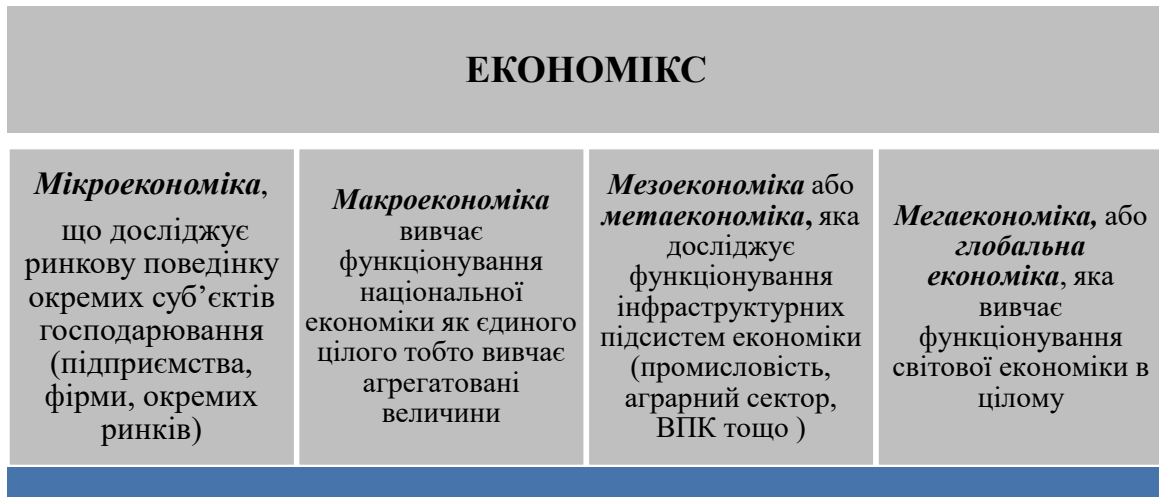 ЕКОНОМІКС
Мікроекономіка,
що досліджує
ринкову поведінку
окремих суб’єктів
господарювання
(підприємства,
фірми, окремих
ринків)
Макроекономіка
вивчає
функціонування
національної
економіки як єдиного
цілого тобто вивчає
агрегатовані
величини
Мезоекономіка або
метаекономіка, яка
досліджує
функціонування
інфраструктурних
підсистем економіки
(промисловість,
аграрний сектор,
ВПК тощо )
Мегаекономіка, або
глобальна
економіка, яка
вивчає
функціонування
світової економіки в
цілому